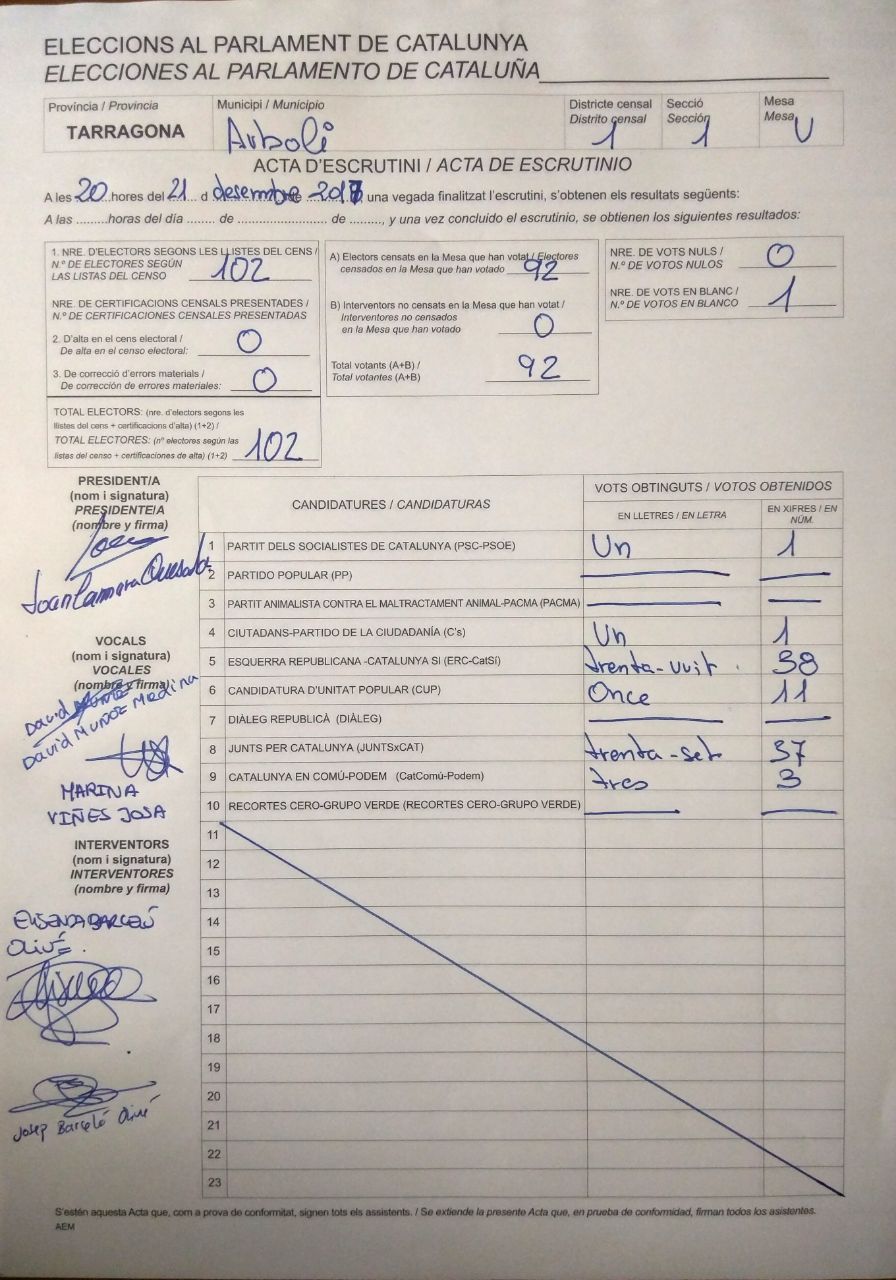 ELECCIONS AL PARLAMENT DE CATALUNYA
ELECCIONES AL PARLAMENTO DE CATALUÑA
Província / Provincia
TARRAGONA
Municipi / Municipio
Arbolí
Districte censal
Distrito censal
1
Secció
Sección
1
Mesa
Mesa
U
ACTA D'ESCRUTINI / ACTA DE ESCRUTINIO
A les 20 hores del 21 d desembre de 2017 una vegada finalitzat l'escrutini, s'obtenen els resultats següents:
A las .........horas del día ........ de .......................... de ........., y una vez concluido el escrutinio, se obtienen los siguientes resultados:
1. NRE. D'ELECTORS SEGONS LES LLISTES DEL CENS /
N.º DE ELECTORES SEGÚN
LAS LISTAS DEL CENSO 102
NRE. DE CERTIFICACIONS CENSALS PRESENTADES /
N.º DE CERTIFICACIONES CENSALES PRESENTADAS
2. D'alta en el cens electoral /
De alta en el censo electoral: 0
3. De correcció d'errors materials /
De corrección de errores materiales: 0
TOTAL ELECTORS: (nre. d'electors segons les
llistes del cens + certificacions d'alta) (1+2) /
TOTAL ELECTORES: (nº electores según las
listas del censo + certificaciones de alta) (1+2) 102
A) Electors censats en la Mesa que han votat / Electores
censados en la Mesa que han votado 92
B) Interventors no censats en la Mesa que han votat /
Interventores no censados
en la Mesa que han votado 0
Total votants (A+B) /
Total votantes (A+B) 92
NRE. DE VOTS NULS /
N.º DE VOTOS NULOS 0
NRE. DE VOTS EN BLANC /
N.º DE VOTOS EN BLANCO 1
PRESIDENT/A
(nom i signatura)
PRESIDENTE/A
(nombre y firma)
Joan
VOCALS
(nom i signatura)
VOCALES
(nombre y firma)
David Muñoz Medina
MARINA
VIÑES JOSA
INTERVENTORS
(nom i signatura)
INTERVENTORES
(nombre y firma)
ELISENDA BARCELÓ
OLIVÉ
Josep Barceló Olivé
CANDIDATURES / CANDIDATURAS
VOTS OBTINGUTS / VOTOS OBTENIDOS
EN LLETRES / EN LETRA
EN XIFRES / EN NÚM.
1 PARTIT DELS SOCIALISTES DE CATALUNYA (PSC-PSOE) Un 1
2 PARTIDO POPULAR (PP)
3 PARTIT ANIMALISTA CONTRA EL MALTRACTAMENT ANIMAL-PACMA (PACMA)
4 CIUTADANS-PARTIDO DE LA CIUDADANÍA (C's) Un 1
5 ESQUERRA REPUBLICANA -CATALUNYA SI (ERC-CatSí) trenta-vuit. 38
6 CANDIDATURA D'UNITAT POPULAR (CUP) Once 11
7 DIÀLEG REPUBLICÀ (DIÀLEG)
8 JUNTS PER CATALUNYA (JUNTSxCAT) trenta-set 37
9 CATALUNYA EN COMÚ-PODEM (CatComú-Podem) tres 3
10 RECORTES CERO-GRUPO VERDE (RECORTES CERO-GRUPO VERDE)
11
12
13
14
15
16
17
18
19
20
21
22
23
S'estén aquesta Acta que, com a prova de conformitat, signen tots els assistents. / Se extiende la presente Acta que, en prueba de conformidad, firman todos los asistentes.
AEM